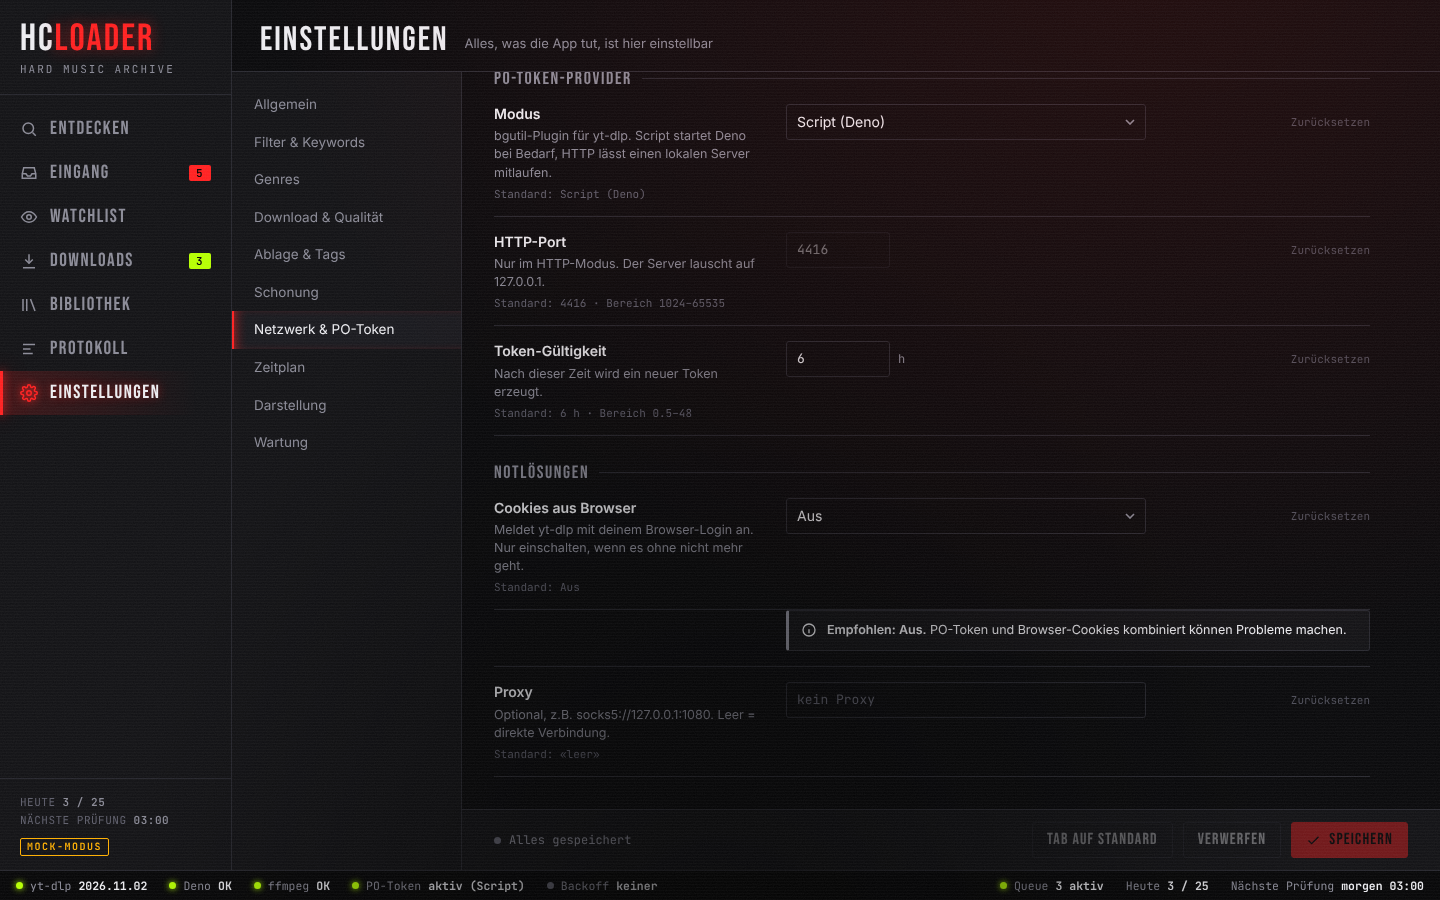 HCLOADER
HARD MUSIC ARCHIVE
ENTDECKEN
EINGANG 5
WATCHLIST
DOWNLOADS 3
BIBLIOTHEK
PROTOKOLL
EINSTELLUNGEN
HEUTE 3 / 25
NÄCHSTE PRÜFUNG 03:00
MOCK-MODUS
EINSTELLUNGEN Alles, was die App tut, ist hier einstellbar
Allgemein
Filter & Keywords
Genres
Download & Qualität
Ablage & Tags
Schonung
Netzwerk & PO-Token
Zeitplan
Darstellung
Wartung
PO-TOKEN-PROVIDER
Modus
bgutil-Plugin für yt-dlp. Script startet Deno
bei Bedarf, HTTP lässt einen lokalen Server
mitlaufen.
Standard: Script (Deno)
Script (Deno)
Zurücksetzen
HTTP-Port
Nur im HTTP-Modus. Der Server lauscht auf
127.0.0.1.
Standard: 4416 · Bereich 1024–65535
4416
Zurücksetzen
Token-Gültigkeit
Nach dieser Zeit wird ein neuer Token
erzeugt.
Standard: 6 h · Bereich 0.5–48
6 h
Zurücksetzen
NOTLÖSUNGEN
Cookies aus Browser
Meldet yt-dlp mit deinem Browser-Login an.
Nur einschalten, wenn es ohne nicht mehr
geht.
Standard: Aus
Aus
Zurücksetzen
Empfohlen: Aus. PO-Token und Browser-Cookies kombiniert können Probleme machen.
Proxy
Optional, z.B. socks5://127.0.0.1:1080. Leer =
direkte Verbindung.
Standard: «leer»
kein Proxy
Zurücksetzen
Alles gespeichert
TAB AUF STANDARD
VERWERFEN
SPEICHERN
yt-dlp 2026.11.02 Deno OK ffmpeg OK PO-Token aktiv (Script) Backoff keiner Queue 3 aktiv Heute 3 / 25 Nächste Prüfung morgen 03:00